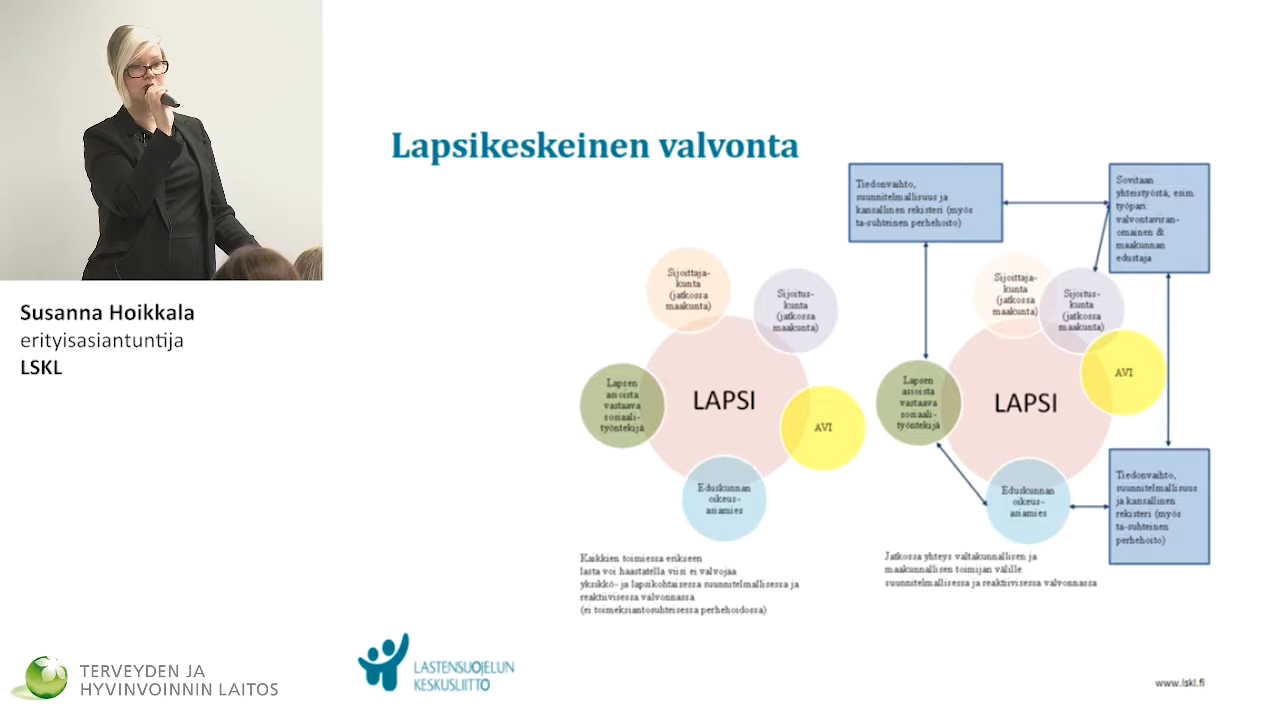 Lapsikeskeinen valvonta
Susanna Hoikkala
erityisasiantuntija
LSKL
Sijoittaja-
kunta
(jatkossa
maakunta)
Sijoitus-
kunta
(jatkossa
maakunta)
Lapsen
asioista
vastaava
sosiaali-
työntekijä
LAPSI
AVI
Eduskunnan
oikeus-
asiamies
Kaikkien toimiessa erikseen
lasta voi haastatella viisi ei valvojaa
yksikkö- ja lapsikohtaisessa suunnitelmallisessa ja
reaktiivisessa valvonnassa
(ei toimeksiantosuhteisessa perhehoidossa)
Tiedonvaihto,
suunnitelmallisuus ja
kansallinen rekisteri (myös
ta-suhteinen perhehoito)
Sovitaan
yhteistyöstä; esim.
työpari:
valvontaviran-
omainen &
maakunnan
edustaja
Sijoittaja-
kunta
(jatkossa
maakunta)
Sijoitus-
kunta
(jatkossa
maakunta)
AVI
Lapsen
asioista
vastaava
sosiaali-
työntekijä
LAPSI
Eduskunnan
oikeus-
asiamies
Tiedonvaihto,
suunnitelmallisuus
ja kansallinen
rekisteri (myös
ta-suhteinen
perhehoito)
Jatkossa yhteys valtakunnallisen ja
maakunnallisen toimijan välille
suunnitelmallisessa ja reaktiivisessa valvonnassa
TERVEYDEN JA
HYVINVOINNIN LAITOS
LASTENSUOJELUN
KESKUSLIITTO
www.lskl.fi